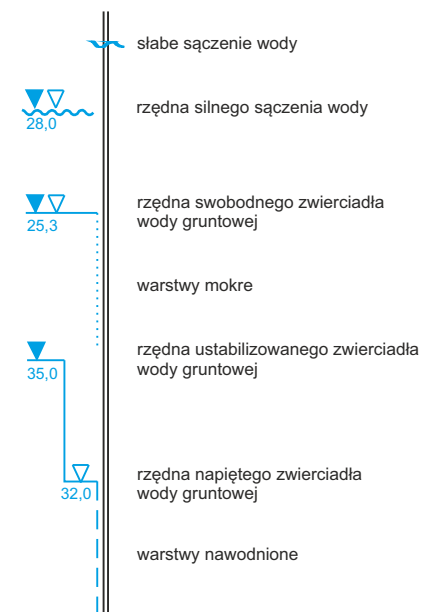 słabe sączenie wody
rzędna silnego sączenia wody
28,0
rzędna swobodnego zwierciadła
wody gruntowej
25,3
warstwy mokre
rzędna ustabilizowanego zwierciadła
wody gruntowej
35,0
rzędna napiętego zwierciadła
wody gruntowej
32,0
warstwy nawodnione